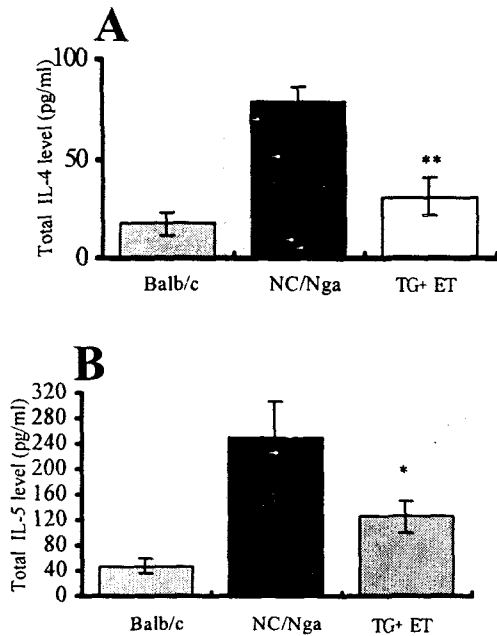 A
Total IL-4 level (pg/ml)
100
50
0
**
Balb/c NC/Nga TG+ ET
B
Total IL-5 level (pg/ml)
320
280
240
200
160
120
80
40
0
*
Balb/c NC/Nga TG+ ET